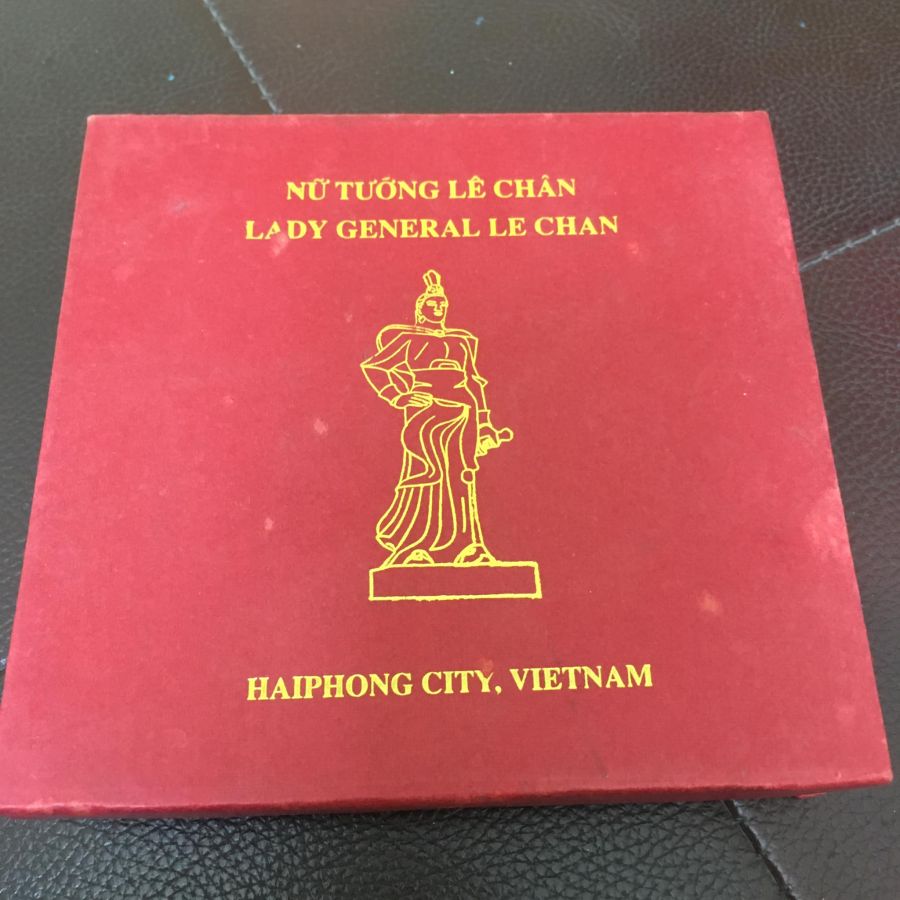 NỮ TƯỚNG LÊ CHÂN
LADY GENERAL LE CHAN
HAIPHONG CITY, VIETNAM